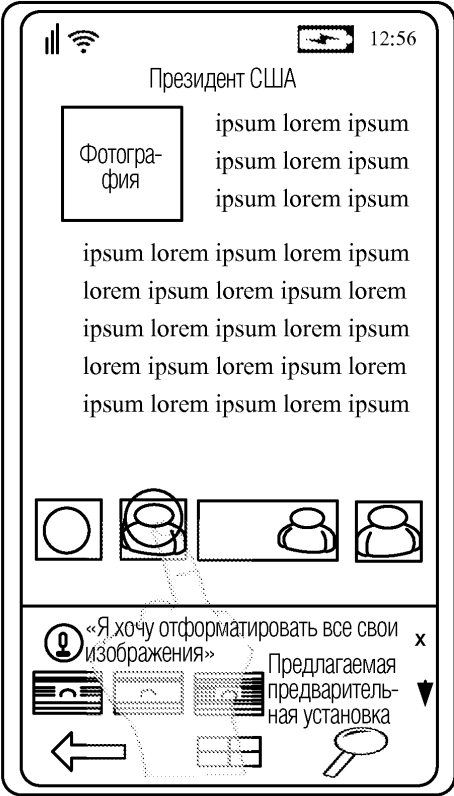 12:56
Президент США
Фотогра-
фия
ipsum lorem ipsum
ipsum lorem ipsum
ipsum lorem ipsum
ipsum lorem ipsum lorem ipsum
lorem ipsum lorem ipsum lorem
ipsum lorem ipsum lorem ipsum
lorem ipsum lorem ipsum lorem
ipsum lorem ipsum lorem ipsum
«Я хочу отформатировать все свои
изображения»
x
Предлагаемая
предваритель-
ная установка